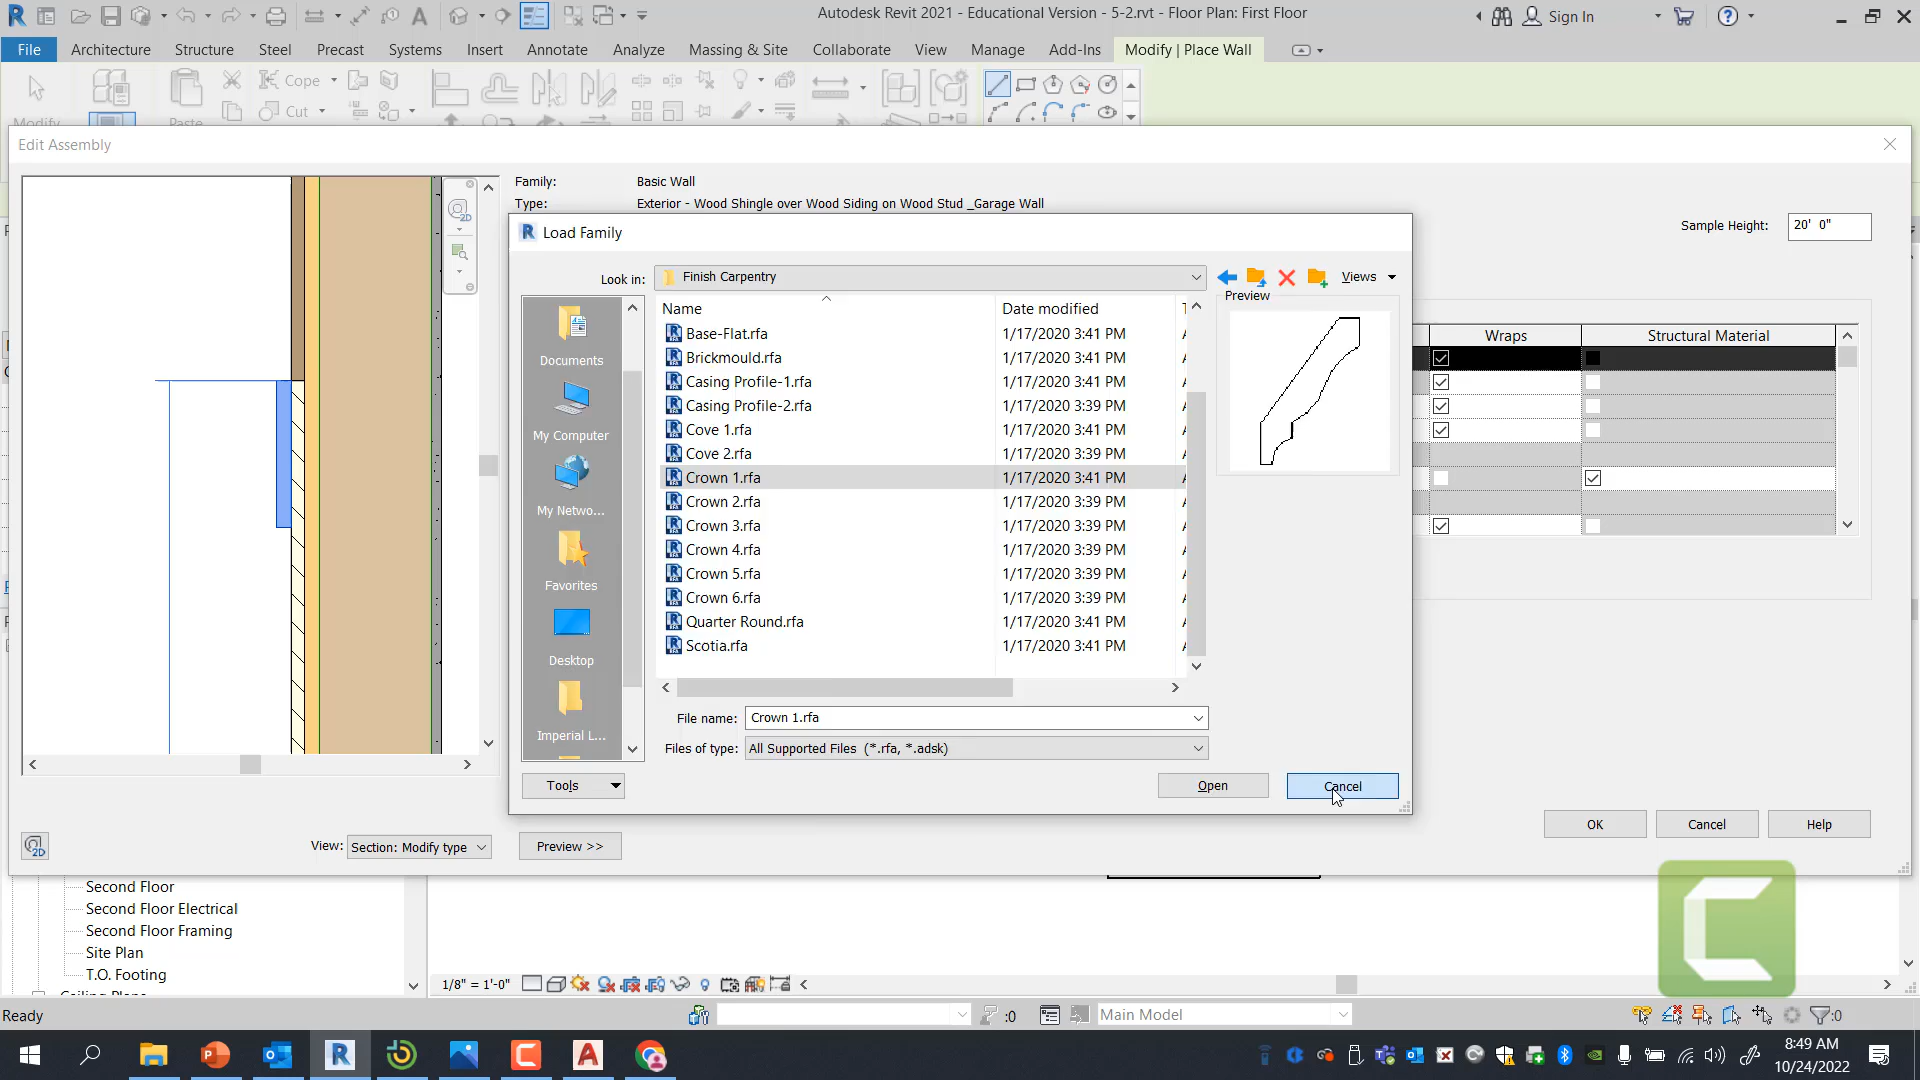 Autodesk Revit 2021 - Educational Version - 5-2.rvt - Floor Plan: First Floor
Sign In
File Architecture Structure Steel Precast Systems Insert Annotate Analyze Massing & Site Collaborate View Manage Add-Ins Modify | Place Wall
Cope
Cut
Modify
Paste
Edit Assembly
Family: Basic Wall
Type: Exterior - Wood Shingle over Wood Siding on Wood Stud _Garage Wall
Sample Height: 20' 0"
Load Family
Look in: Finish Carpentry
Views
Preview
Name Date modified
Base-Flat.rfa 1/17/2020 3:41 PM
Brickmould.rfa 1/17/2020 3:41 PM
Casing Profile-1.rfa 1/17/2020 3:41 PM
Casing Profile-2.rfa 1/17/2020 3:39 PM
Cove 1.rfa 1/17/2020 3:41 PM
Cove 2.rfa 1/17/2020 3:39 PM
Crown 1.rfa 1/17/2020 3:41 PM
Crown 2.rfa 1/17/2020 3:39 PM
Crown 3.rfa 1/17/2020 3:39 PM
Crown 4.rfa 1/17/2020 3:39 PM
Crown 5.rfa 1/17/2020 3:39 PM
Crown 6.rfa 1/17/2020 3:39 PM
Quarter Round.rfa 1/17/2020 3:41 PM
Scotia.rfa 1/17/2020 3:41 PM
Documents
My Computer
My Netwo...
Favorites
Desktop
Imperial L...
Wraps Structural Material
File name: Crown 1.rfa
Files of type: All Supported Files (*.rfa, *.adsk)
Tools
Open
Cancel
OK
Cancel
Help
View: Section: Modify type
Preview >>
2D
2D
Second Floor
Second Floor Electrical
Second Floor Framing
Site Plan
T.O. Footing
1/8" = 1'-0"
Ready
:0
Main Model
:0
8:49 AM
10/24/2022